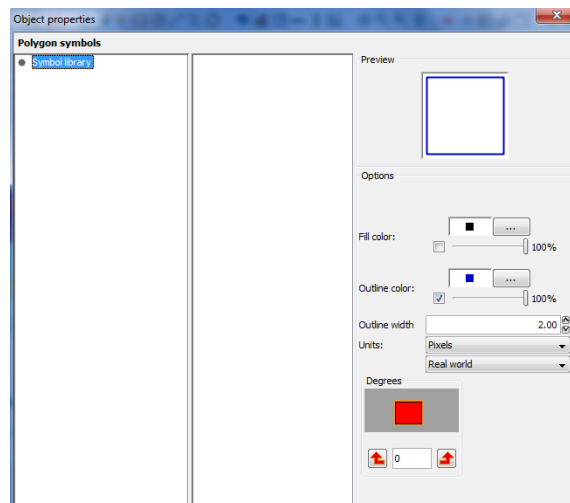 Object properties
Polygon symbols
Symbol library
Preview
Options
Fill color:
...
100%
Outline color:
...
100%
Outline width
2.00
Units:
Pixels
Real world
Degrees
0